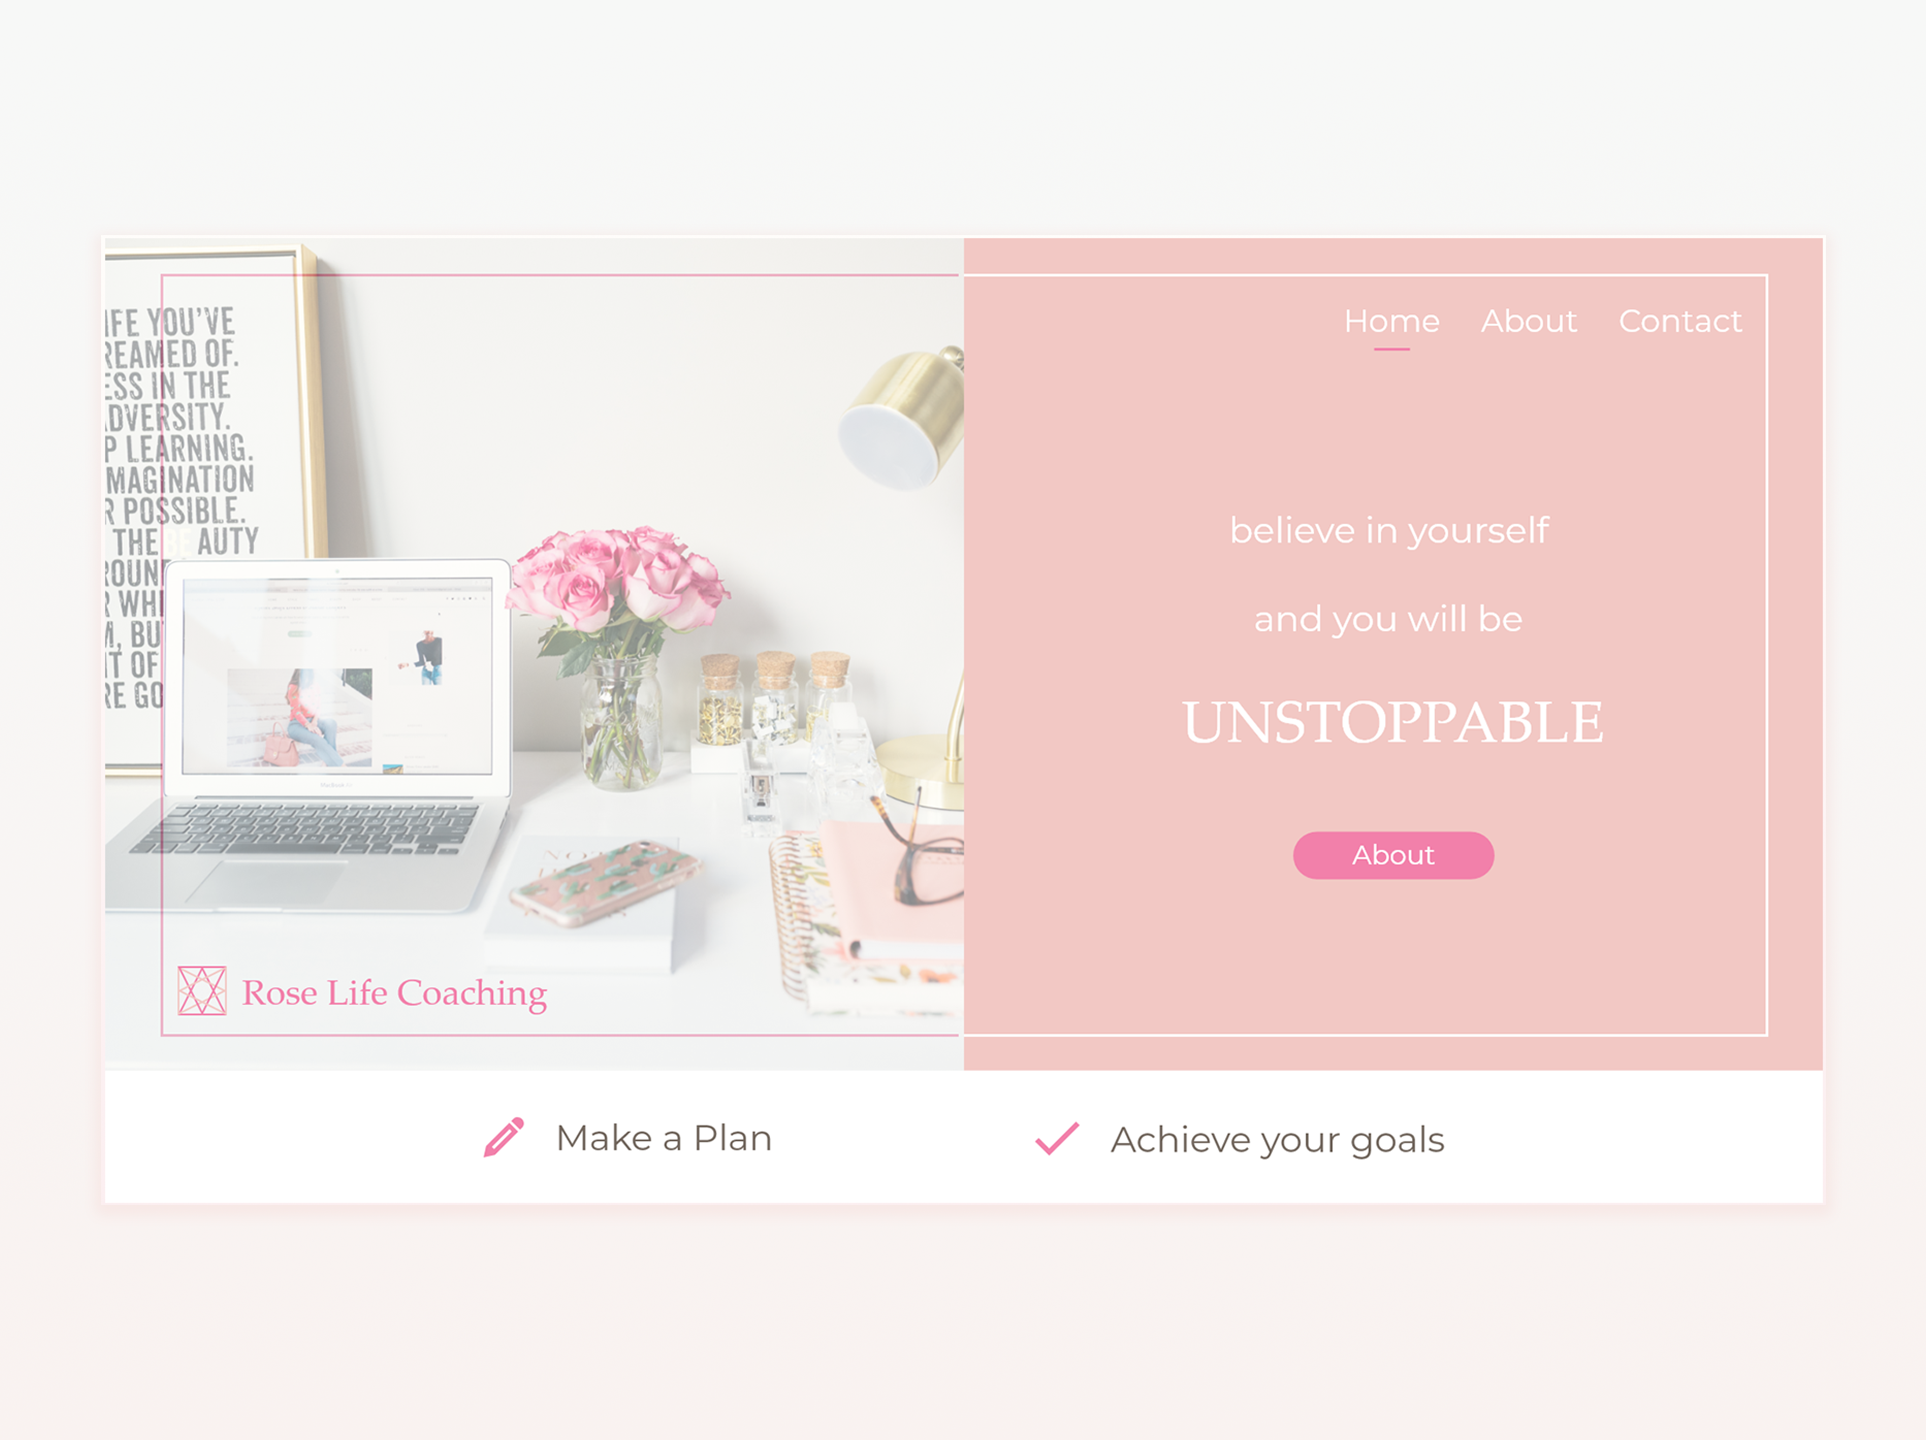 IFE YOU'VE
REAMED OF.
ESS IN THE
ADVERSITY.
P LEARNING.
MAGINATION
R POSSIBLE.
THE BEAUTY
ROUN
R WH
M, BU
IT OF
RE GO
Home About Contact
believe in yourself
and you will be
UNSTOPPABLE
About
Rose Life Coaching
Make a Plan
Achieve your goals